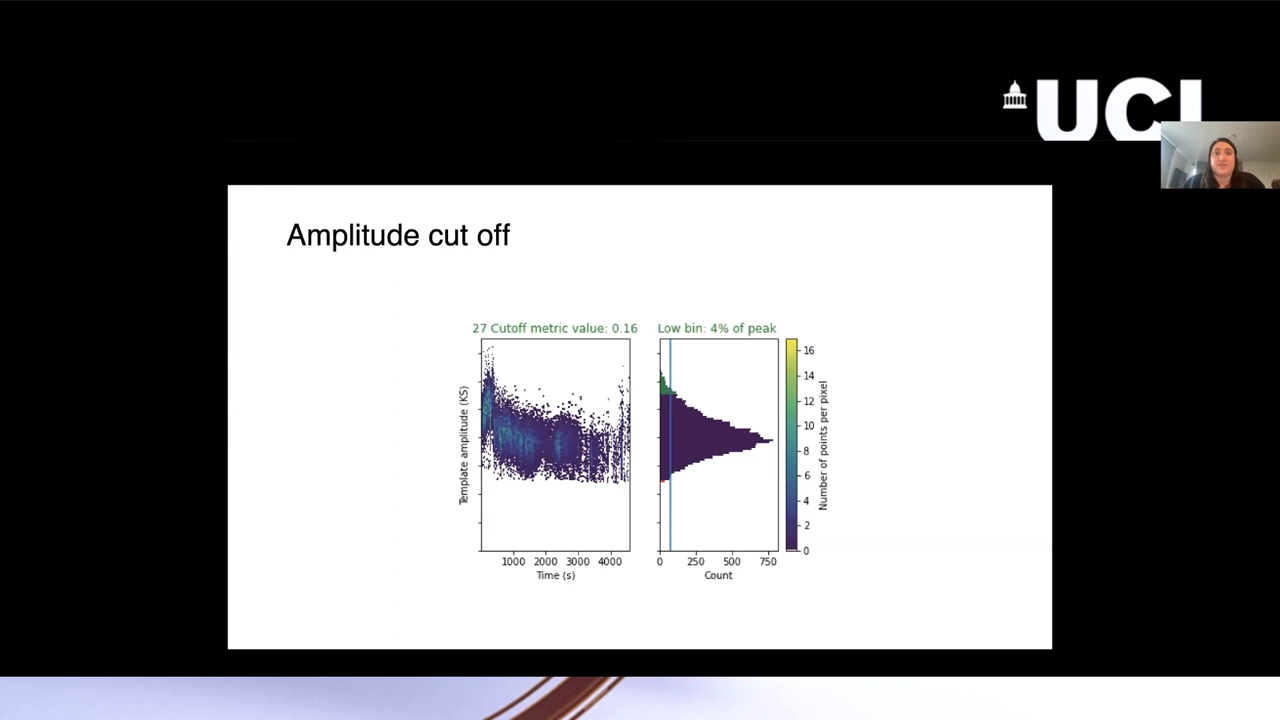 UCL
Amplitude cut off
27 Cutoff metric value: 0.16
Low bin: 4% of peak
Template amplitude (KS)
1000 2000 3000 4000
Time (s)
0 250 500 750
Count
16
14
12
10
8
6
4
2
0
Number of points per pixel